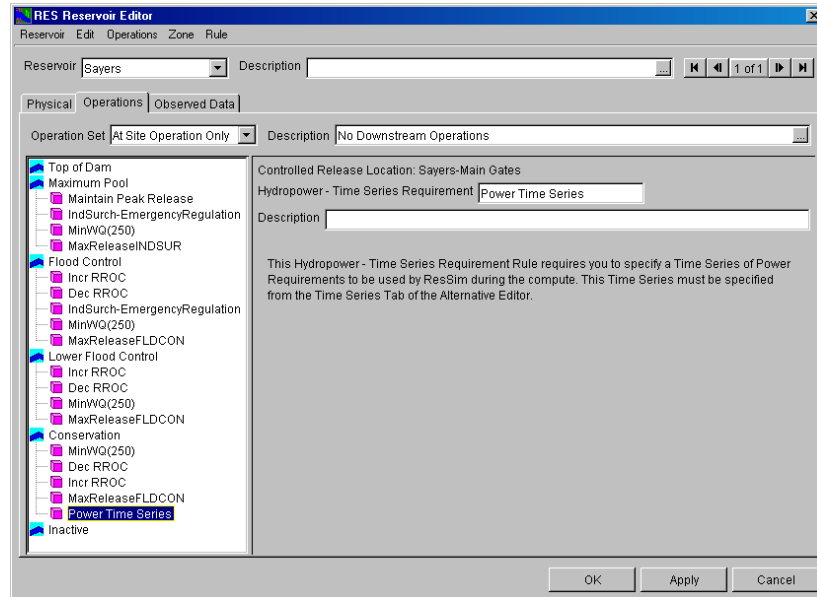 RES Reservoir Editor
Reservoir Edit Operations Zone Rule
Reservoir Sayers Description ... 1 of 1
Physical Operations Observed Data
Operation Set At Site Operation Only Description No Downstream Operations ...
Top of Dam
Maximum Pool
Maintain Peak Release
IndSurch-EmergencyRegulation
MinWQ(250)
MaxReleaseINDSUR
Flood Control
Incr RROC
Dec RROC
IndSurch-EmergencyRegulation
MinWQ(250)
MaxReleaseFLDCON
Lower Flood Control
Incr RROC
Dec RROC
MinWQ(250)
MaxReleaseFLDCON
Conservation
MinWQ(250)
Dec RROC
Incr RROC
MaxReleaseFLDCON
Power Time Series
Inactive
Controlled Release Location: Sayers-Main Gates
Hydropower - Time Series Requirement Power Time Series
Description
This Hydropower - Time Series Requirement Rule requires you to specify a Time Series of Power
Requirements to be used by ResSim during the compute. This Time Series must be specified
from the Time Series Tab of the Alternative Editor.
OK Apply Cancel